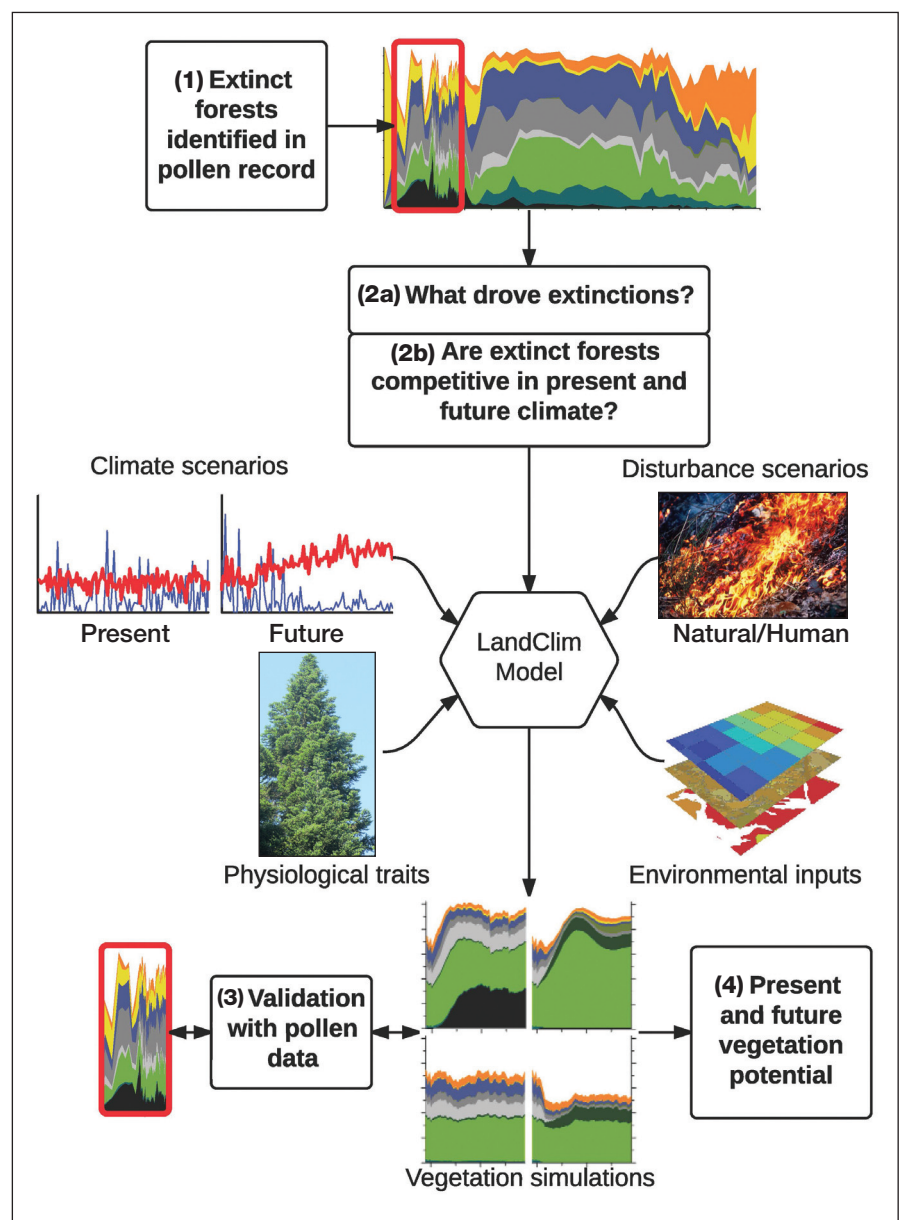 (1) Extinct
forests
identified in
pollen record
(2a) What drove extinctions?
(2b) Are extinct forests
competitive in present and
future climate?
Climate scenarios
Disturbance scenarios
Present
Future
Natural/Human
LandClim
Model
Physiological traits
Environmental inputs
(3) Validation
with pollen
data
(4) Present
and future
vegetation
potential
Vegetation simulations